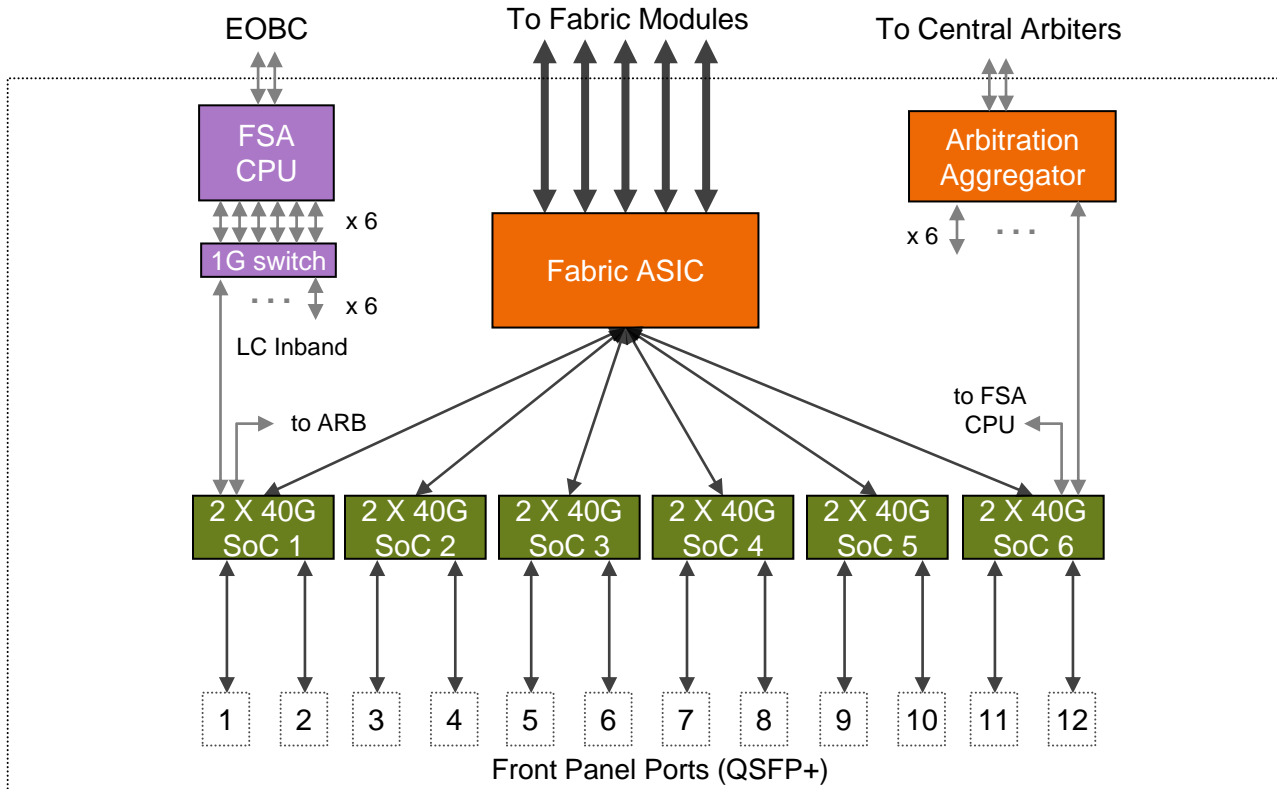 EOBC
To Fabric Modules
To Central Arbiters
FSA
CPU
Arbitration
Aggregator
x 6
1G switch
. . .
x 6
LC Inband
Fabric ASIC
x 6
. . .
to ARB
to FSA
CPU
2 X 40G
SoC 1
2 X 40G
SoC 2
2 X 40G
SoC 3
2 X 40G
SoC 4
2 X 40G
SoC 5
2 X 40G
SoC 6
1
2
3
4
5
6
7
8
9
10
11
12
Front Panel Ports (QSFP+)